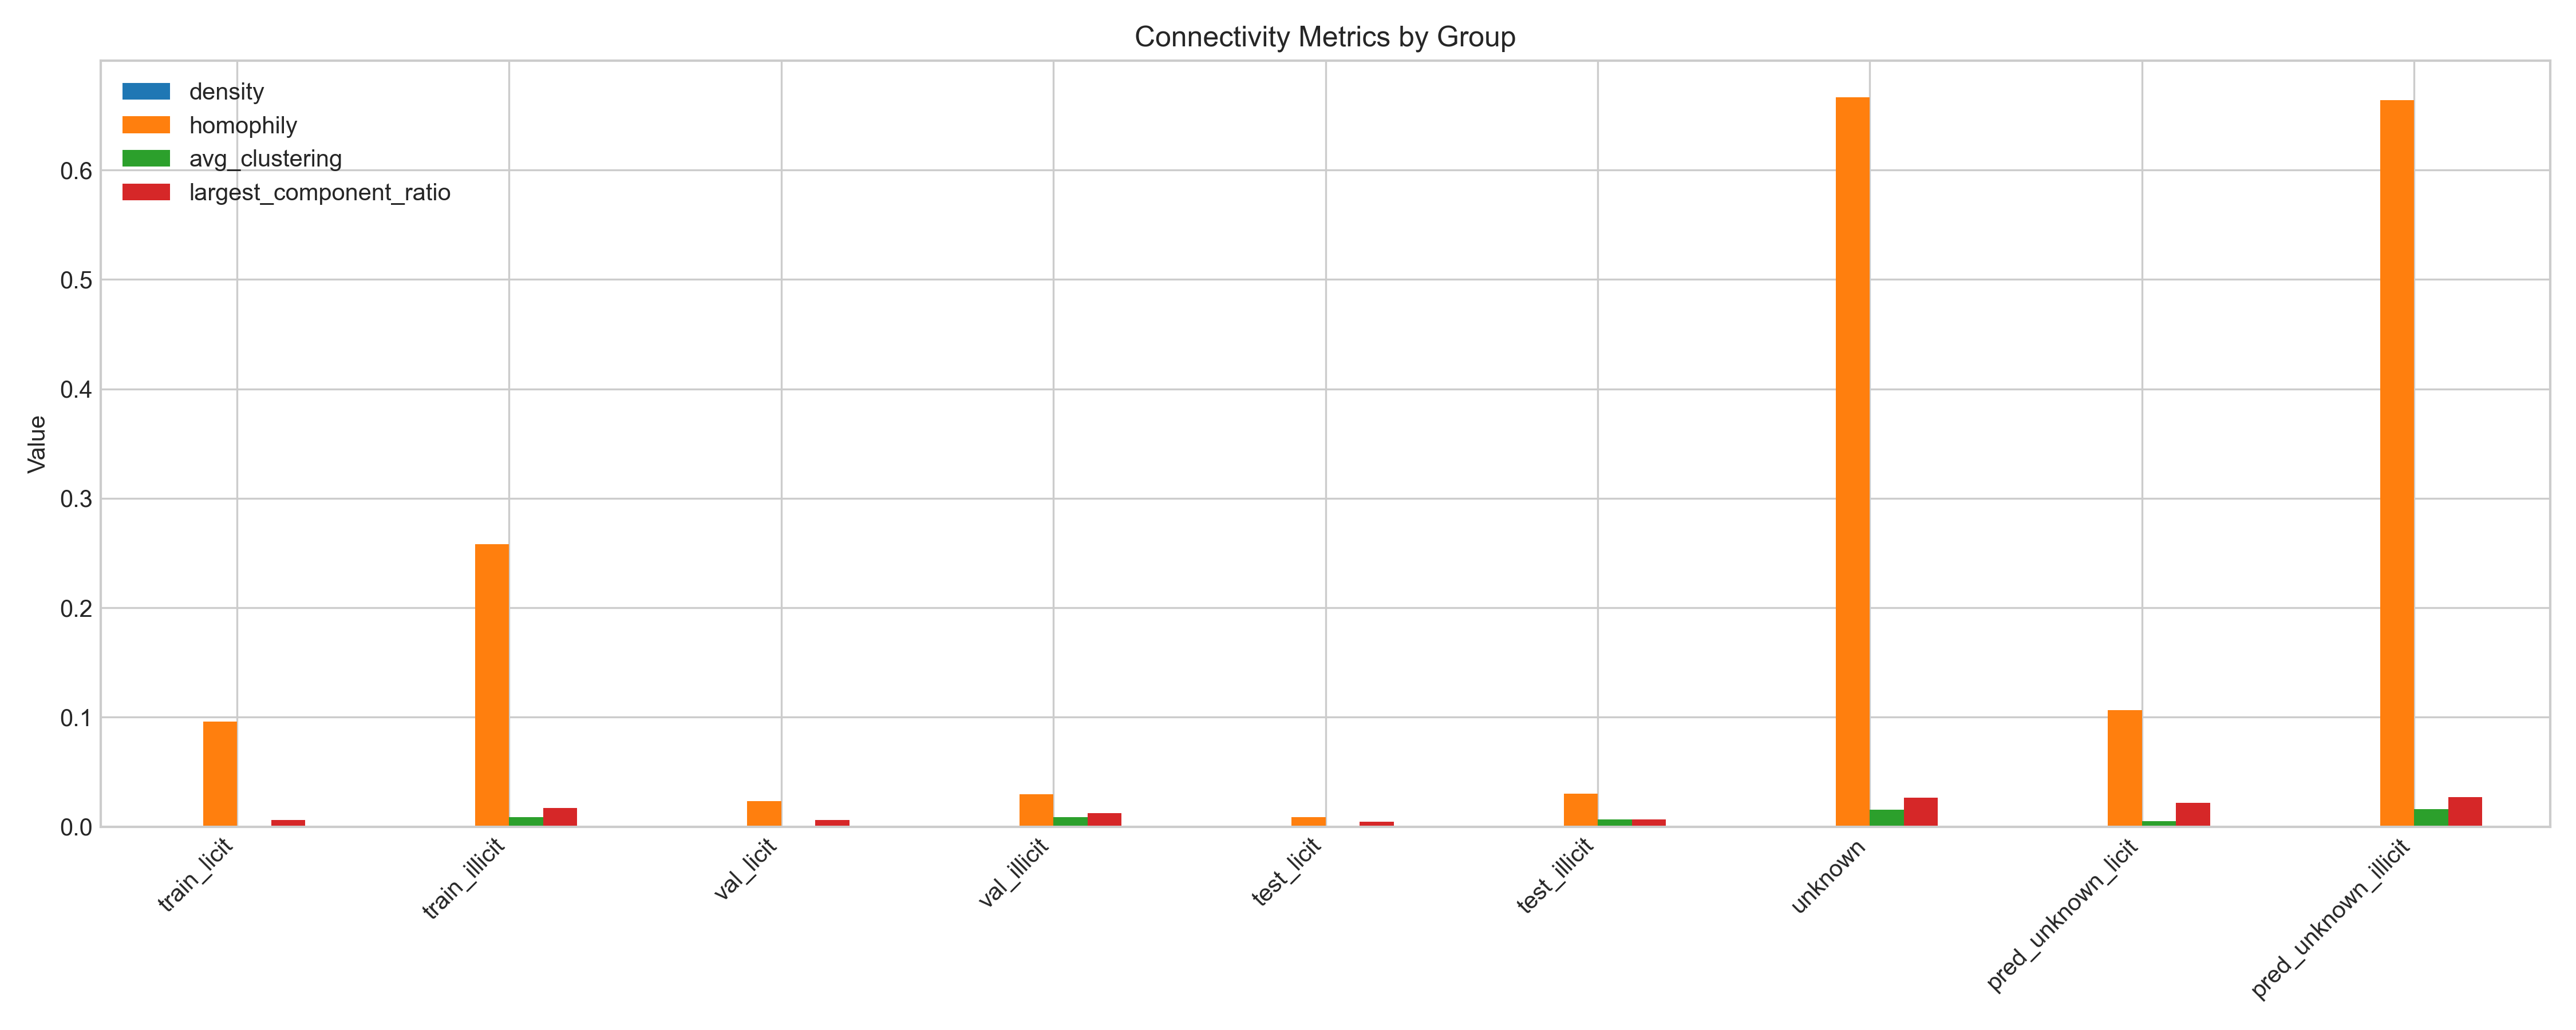 Connectivity Metrics by Group
density
homophily
avg_clustering
largest_component_ratio
Value
0.6
0.5
0.4
0.3
0.2
0.1
0.0
train_licit
train_illicit
val_licit
val_illicit
test_licit
test_illicit
unknown
pred_unknown_licit
pred_unknown_illicit